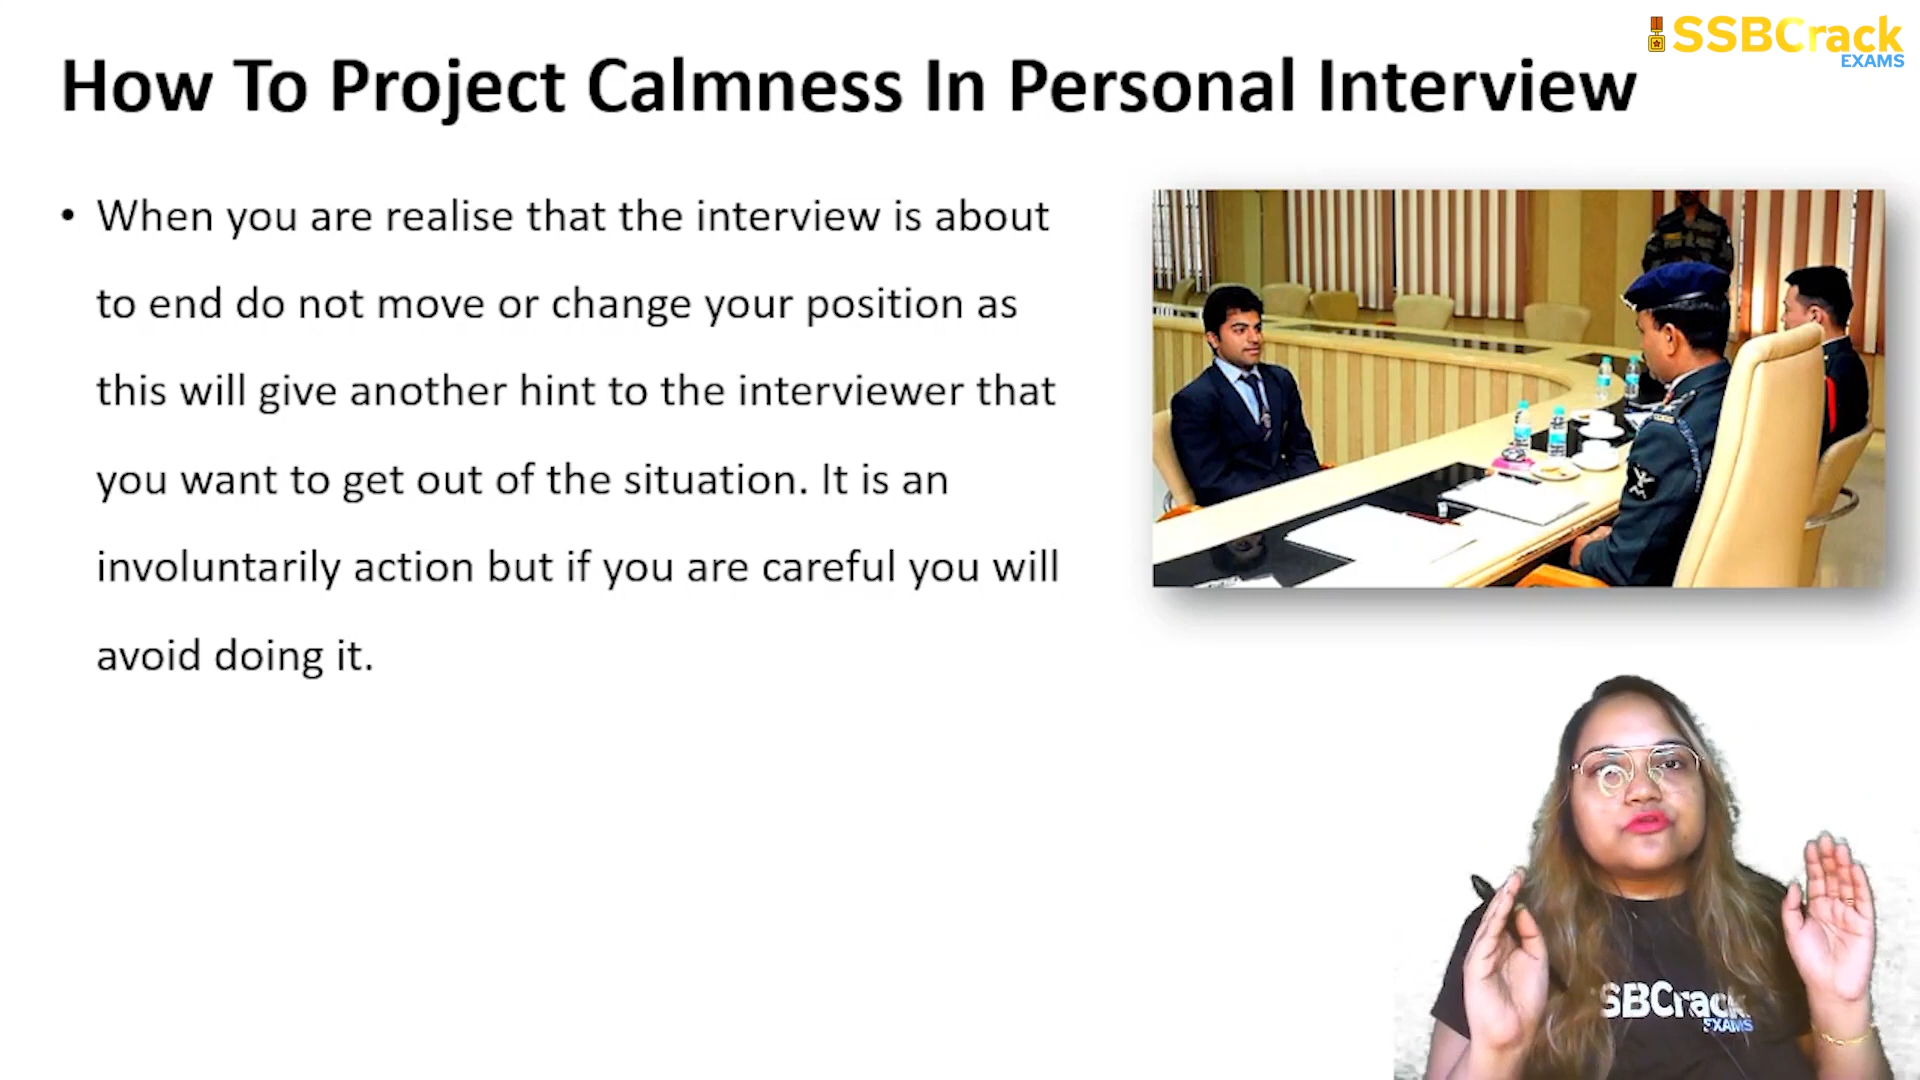 SSBCrack
EXAMS
How To Project Calmness In Personal Interview
• When you are realise that the interview is about
to end do not move or change your position as
this will give another hint to the interviewer that
you want to get out of the situation. It is an
involuntarily action but if you are careful you will
avoid doing it.
SBCrack
EXAMS